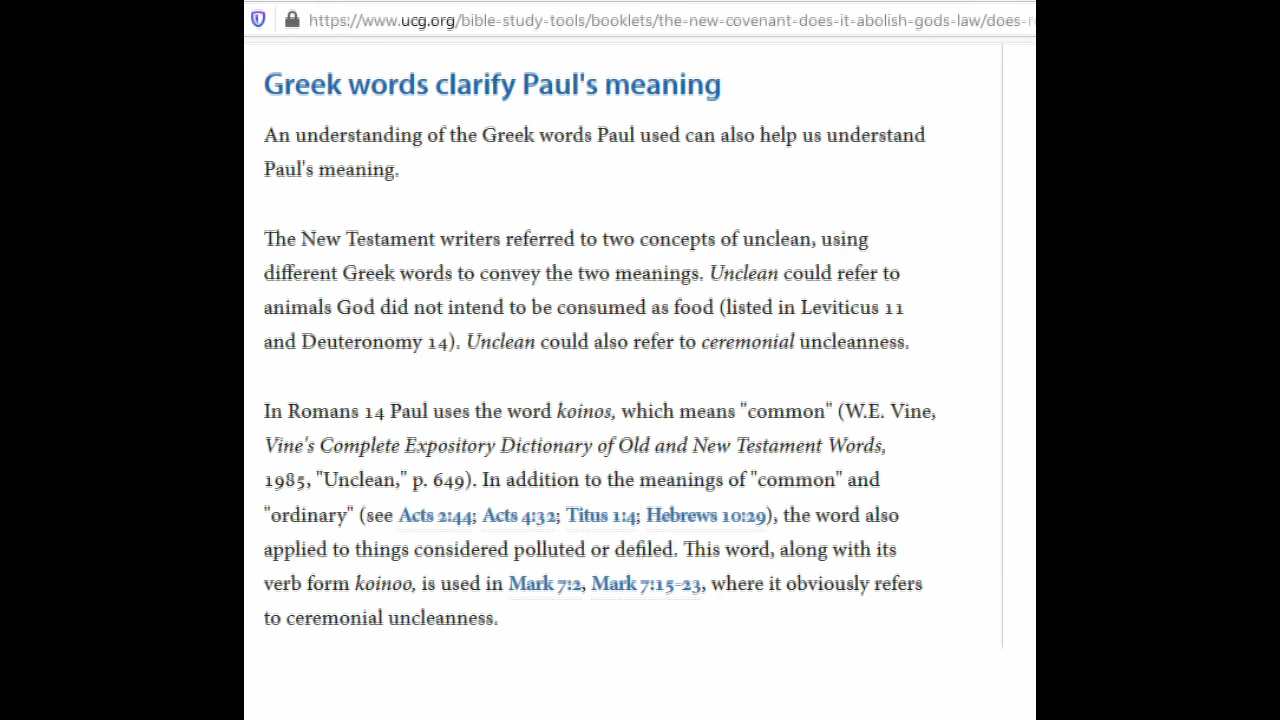 https://www.ucg.org/bible-study-tools/booklets/the-new-covenant-does-it-abolish-gods-law/does-r
Greek words clarify Paul's meaning
An understanding of the Greek words Paul used can also help us understand
Paul's meaning.
The New Testament writers referred to two concepts of unclean, using
different Greek words to convey the two meanings. Unclean could refer to
animals God did not intend to be consumed as food (listed in Leviticus 11
and Deuteronomy 14). Unclean could also refer to ceremonial uncleanness.
In Romans 14 Paul uses the word koinos, which means "common" (W.E. Vine,
Vine's Complete Expository Dictionary of Old and New Testament Words,
1985, "Unclean," p. 649). In addition to the meanings of "common" and
"ordinary" (see Acts 2:44; Acts 4:32; Titus 1:4; Hebrews 10:29), the word also
applied to things considered polluted or defiled. This word, along with its
verb form koinoo, is used in Mark 7:2, Mark 7:15-23, where it obviously refers
to ceremonial uncleanness.